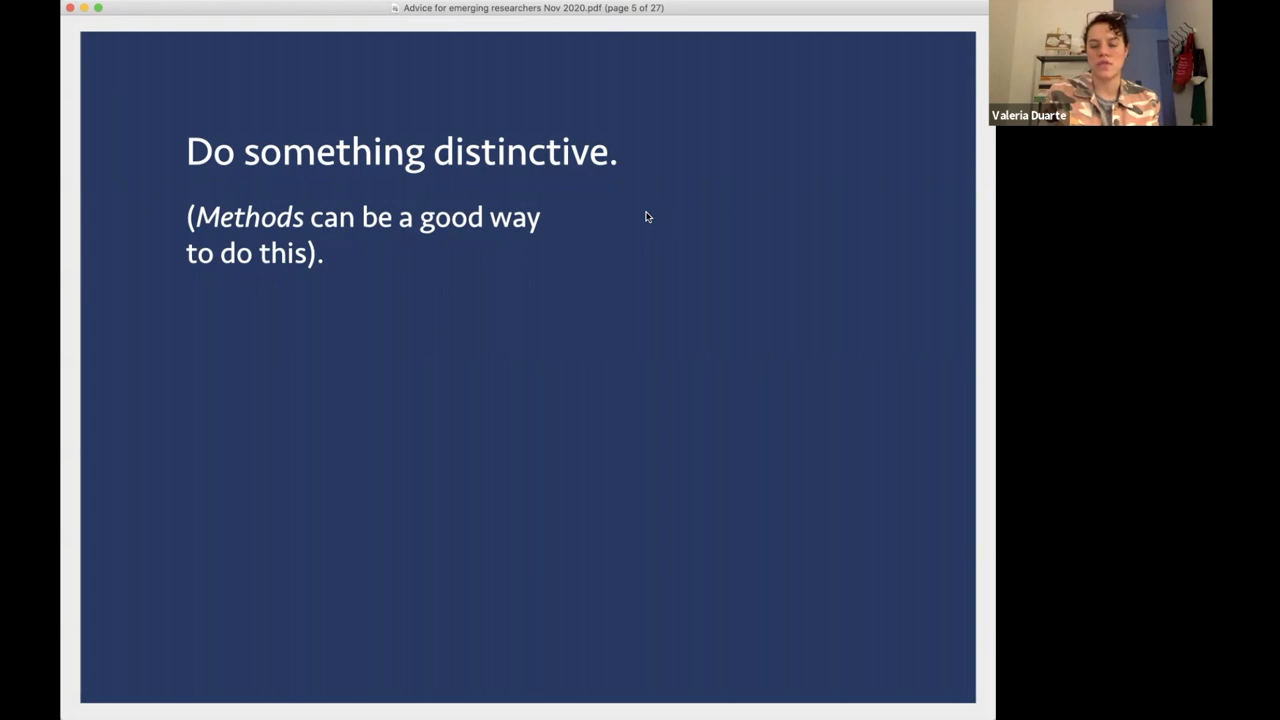 Advice for emerging researchers Nov 2020.pdf (page 5 of 27)
Do something distinctive.
(Methods can be a good way
to do this).
Valeria Duarte